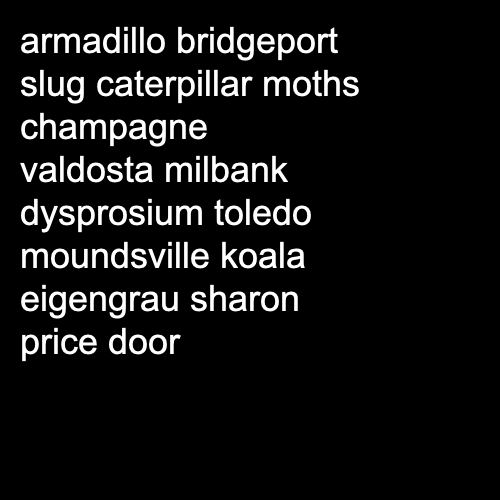 armadillo bridgeport
slug caterpillar moths
champagne
valdosta milbank
dysprosium toledo
moundsville koala
eigengrau sharon
price door